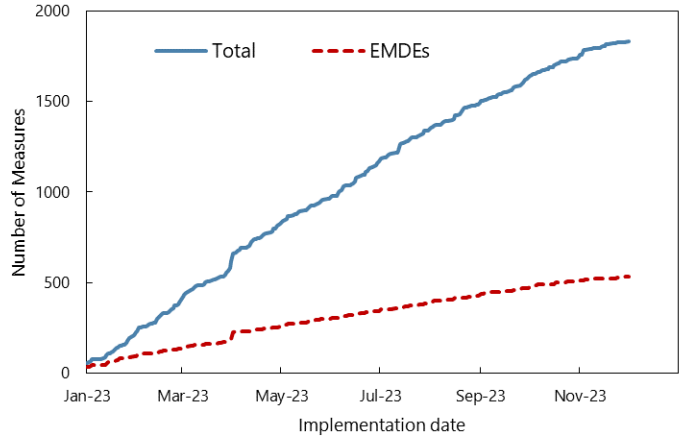 2000
Total
EMDEs
1500
Number of Measures
1000
500
0
Jan-23 Mar-23 May-23 Jul-23 Sep-23 Nov-23
Implementation date